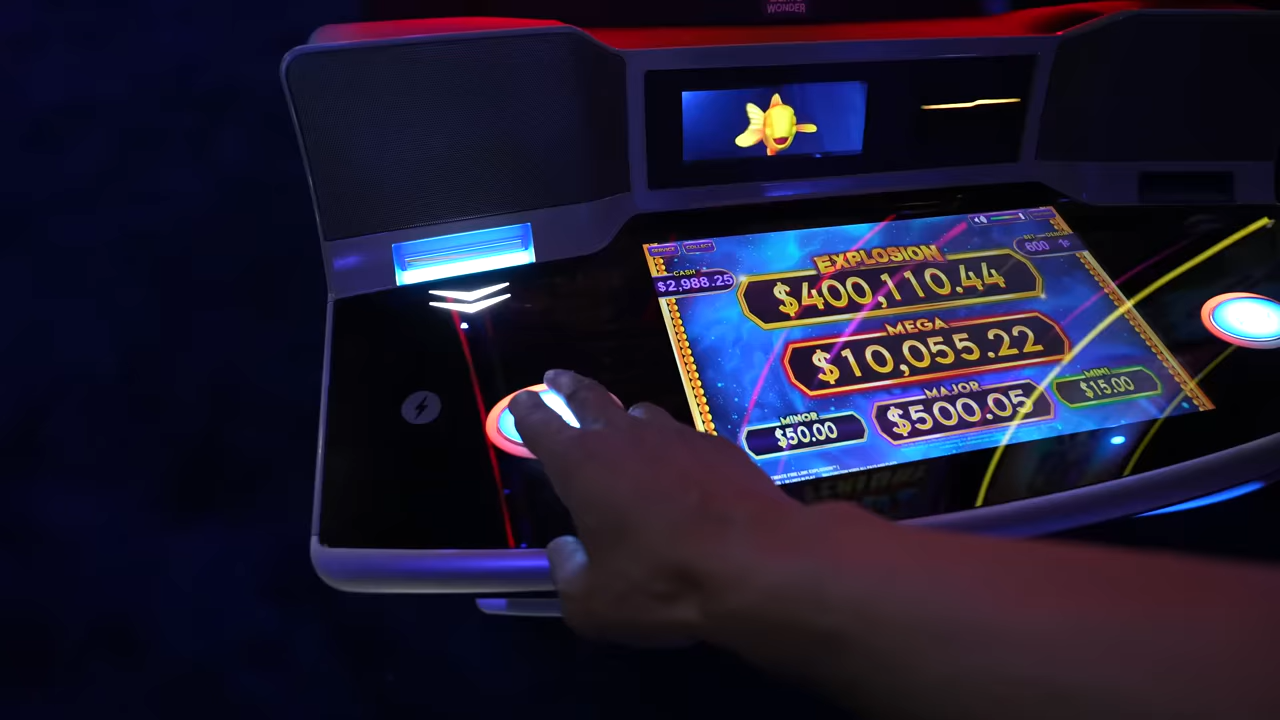 WONDER
SERVICE
COLLECT
CASH
$2,988.25
600 1¢
EXPLOSION
$400,110.44
MEGA
$10,055.22
MAJOR
$500.05
MINI
$15.00
MINOR
$50.00